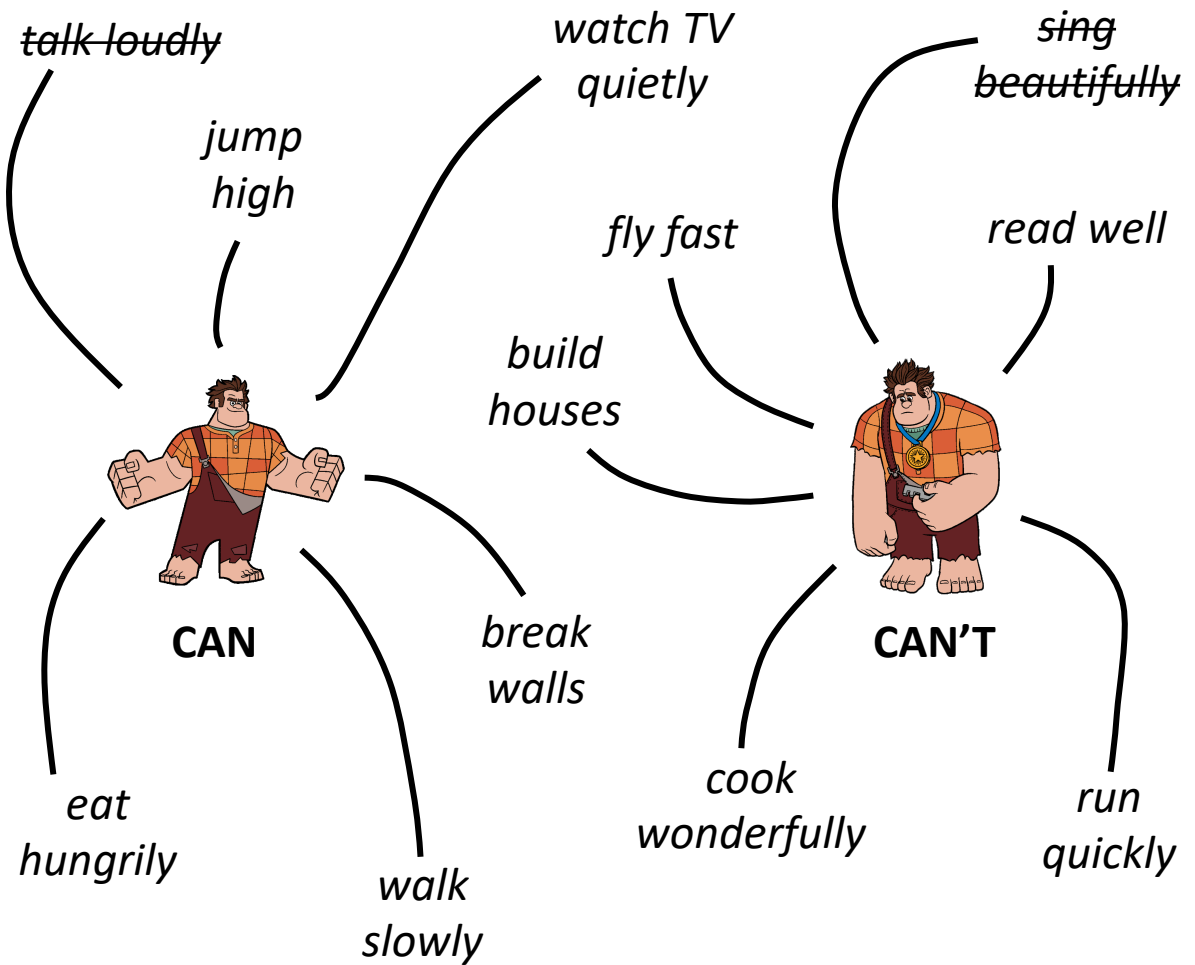 talk loudly
watch TV
quietly
sing
beautifully
jump
high
fly fast
read well
build
houses
CAN
break
walls
CAN'T
eat
hungrily
walk
slowly
cook
wonderfully
run
quickly